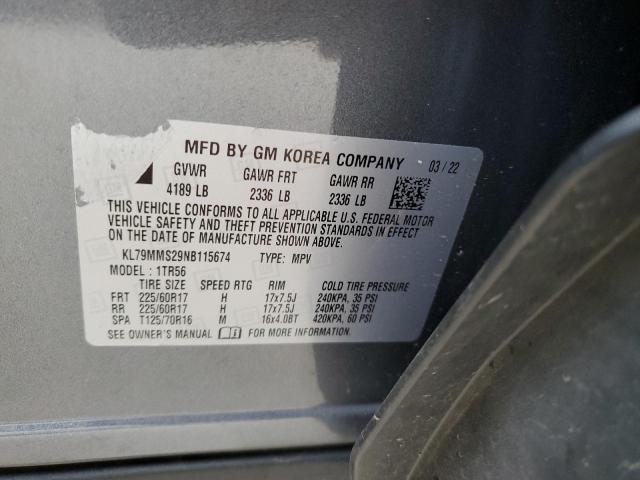 MFD BY GM KOREA COMPANY 03 / 22
GVWR GAWR FRT GAWR RR
4189 LB 2336 LB 2336 LB
THIS VEHICLE CONFORMS TO ALL APPLICABLE U.S. FEDERAL MOTOR
VEHICLE SAFETY AND THEFT PREVENTION STANDARDS IN EFFECT
ON THE DATE OF MANUFACTURE SHOWN ABOVE.
KL79MMS29NB115674 TYPE: MPV
MODEL : 1TR56
TIRE SIZE SPEED RTG RIM COLD TIRE PRESSURE
FRT 225/60R17 H 17x7.5J 240KPA, 35 PSI
RR 225/60R17 H 17x7.5J 240KPA, 35 PSI
SPA T125/70R16 M 16x4.0BT 420KPA, 60 PSI
SEE OWNER'S MANUAL FOR MORE INFORMATION.